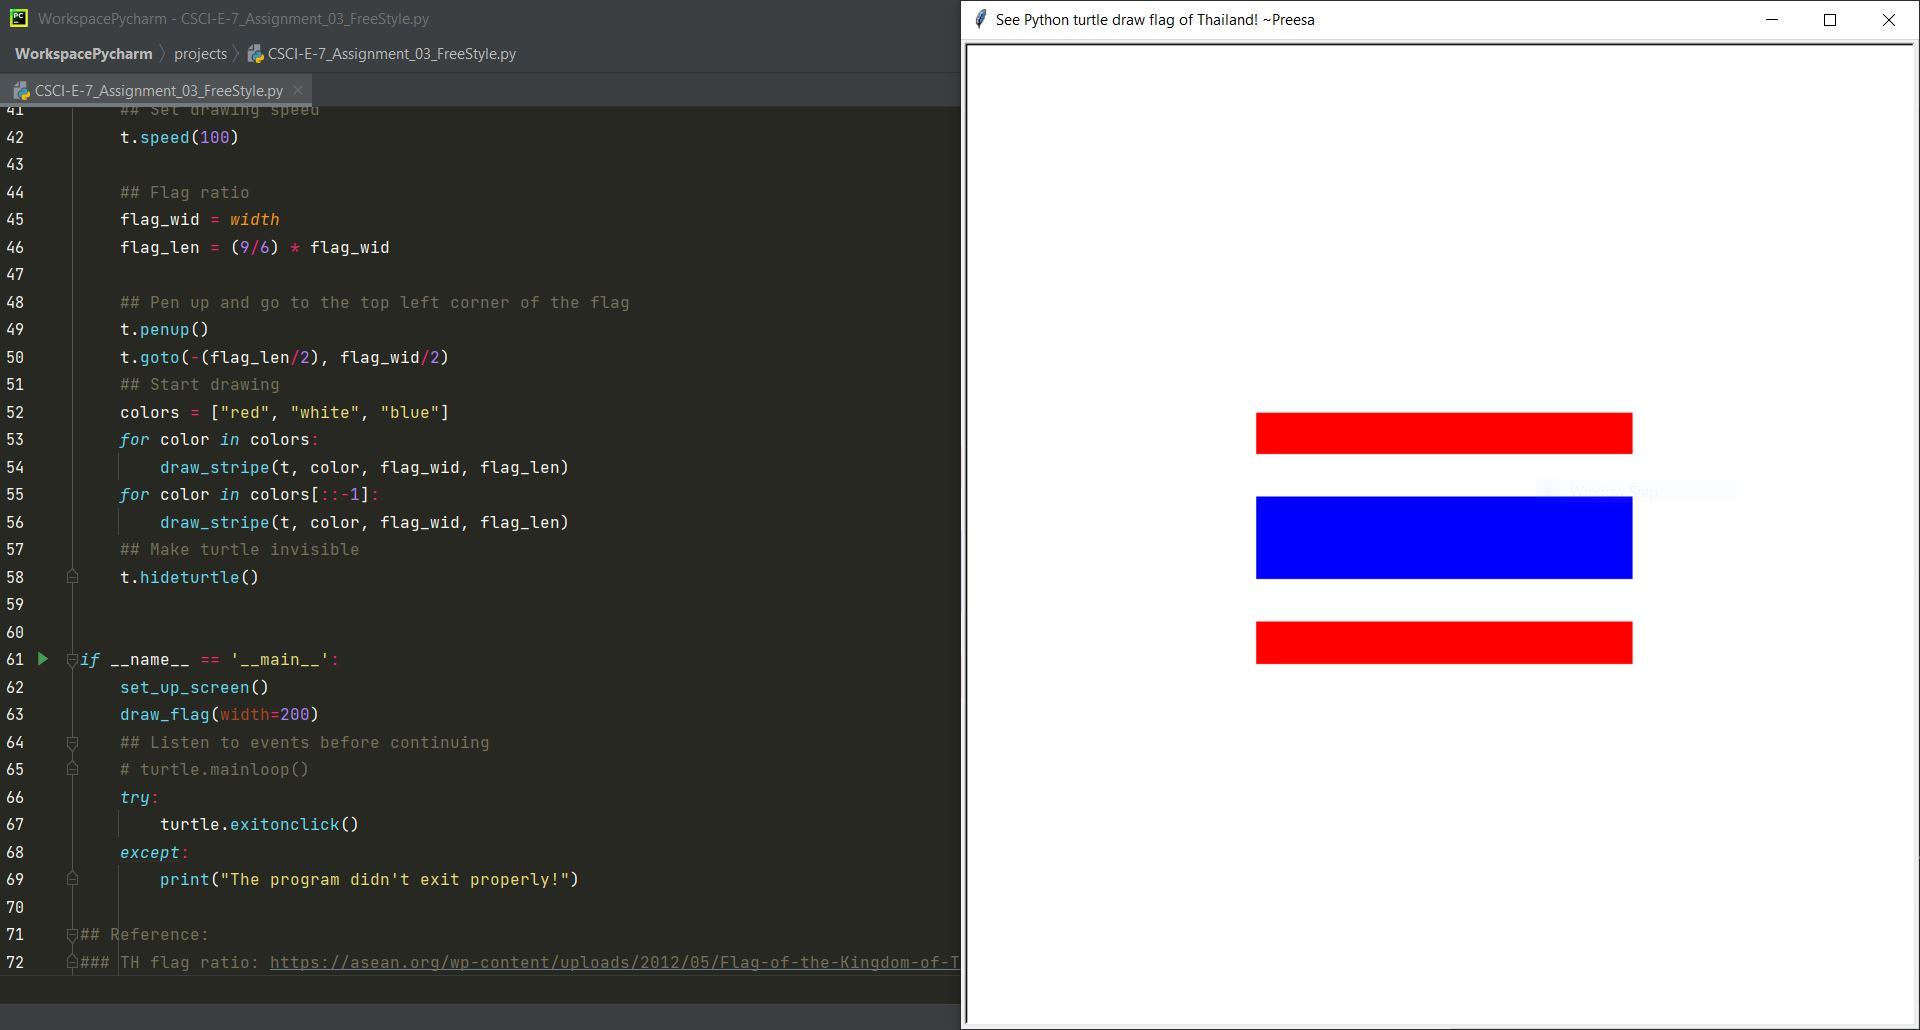 WorkspacePycharm - CSCI-E-7_Assignment_03_FreeStyle.py
WorkspacePycharm projects CSCI-E-7_Assignment_03_FreeStyle.py
CSCI-E-7_Assignment_03_FreeStyle.py
41 ## Set drawing speed
42 t.speed(100)
43
44 ## Flag ratio
45 flag_wid = width
46 flag_len = (9/6) * flag_wid
47
48 ## Pen up and go to the top left corner of the flag
49 t.penup()
50 t.goto(-(flag_len/2), flag_wid/2)
51 ## Start drawing
52 colors = ["red", "white", "blue"]
53 for color in colors:
54 draw_stripe(t, color, flag_wid, flag_len)
55 for color in colors[::-1]:
56 draw_stripe(t, color, flag_wid, flag_len)
57 ## Make turtle invisible
58 t.hideturtle()
59
60
61 if __name__ == '__main__':
62 set_up_screen()
63 draw_flag(width=200)
64 ## Listen to events before continuing
65 # turtle.mainloop()
66 try:
67 turtle.exitonclick()
68 except:
69 print("The program didn't exit properly!")
70
71 ## Reference:
72 ### TH flag ratio: https://asean.org/wp-content/uploads/2012/05/Flag-of-the-Kingdom-of-T
See Python turtle draw flag of Thailand! ~Preesa
Window Snip